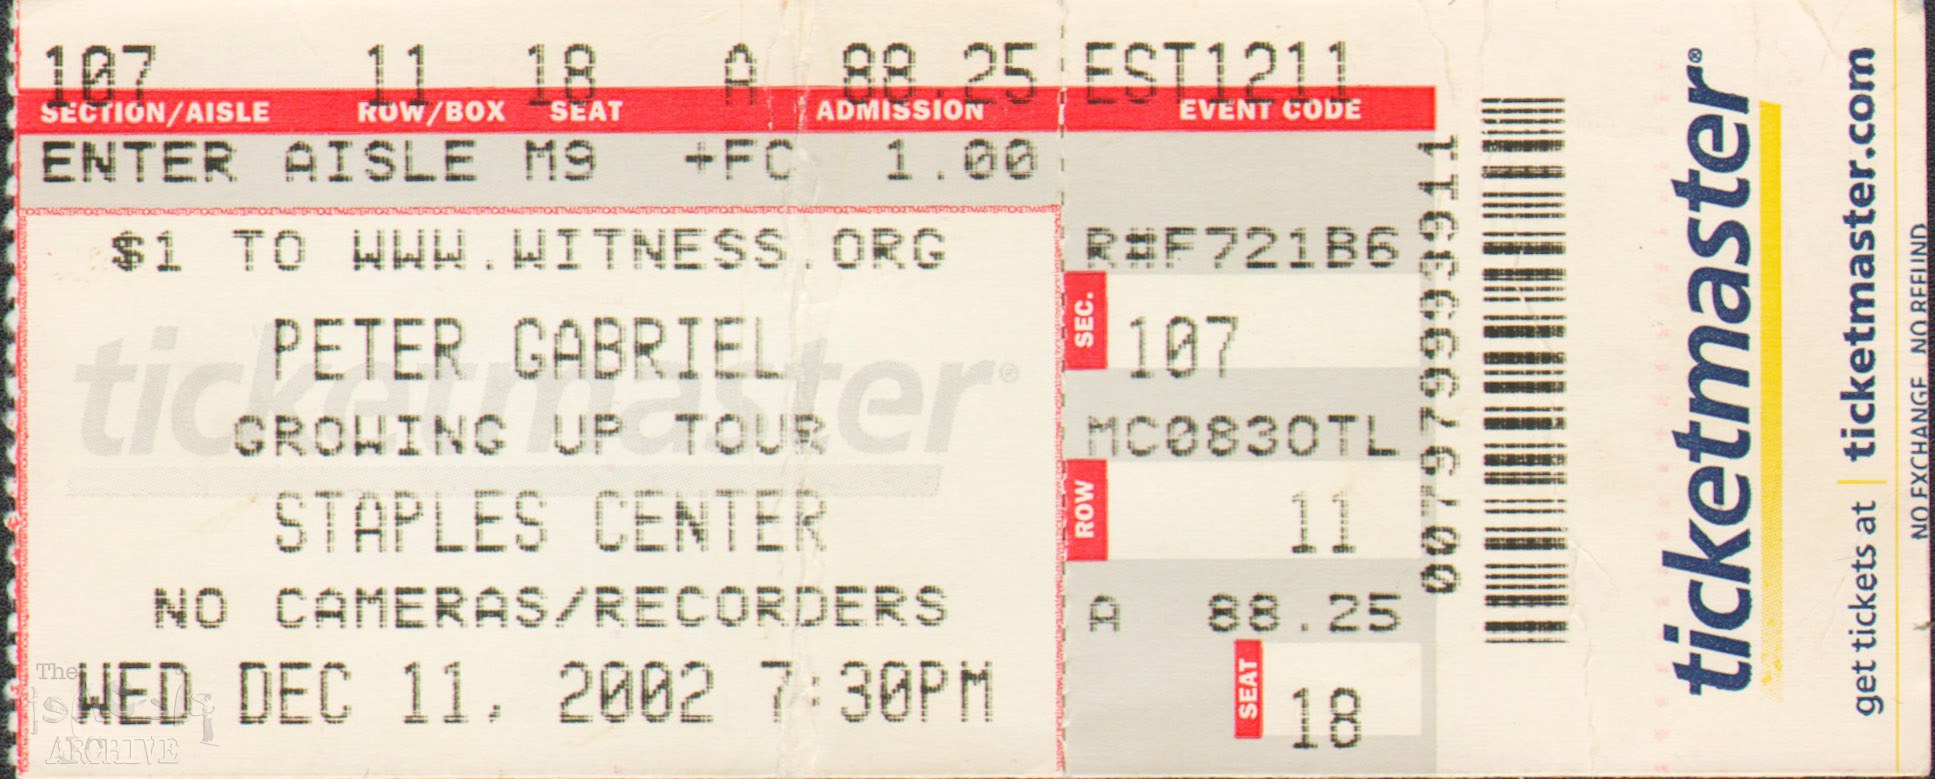 107 11 18 A 88.25 EST1211
SECTION/AISLE ROW/BOX SEAT ADMISSION EVENT CODE
ENTER AISLE M9 +FC 1.00
$1 TO WWW.WITNESS.ORG
PETER GABRIEL
GROWING UP TOUR
STAPLES CENTER
NO CAMERAS/RECORDERS
WED DEC 11, 2002 7:30PM
ticketmaster®
R#F721B6
SEC.
107
MC0830TL
ROW
11
A 88.25
SEAT
18
ticketmaster®
get tickets at | ticketmaster.com
NO EXCHANGE NO REFUND
The
ARCHIVE